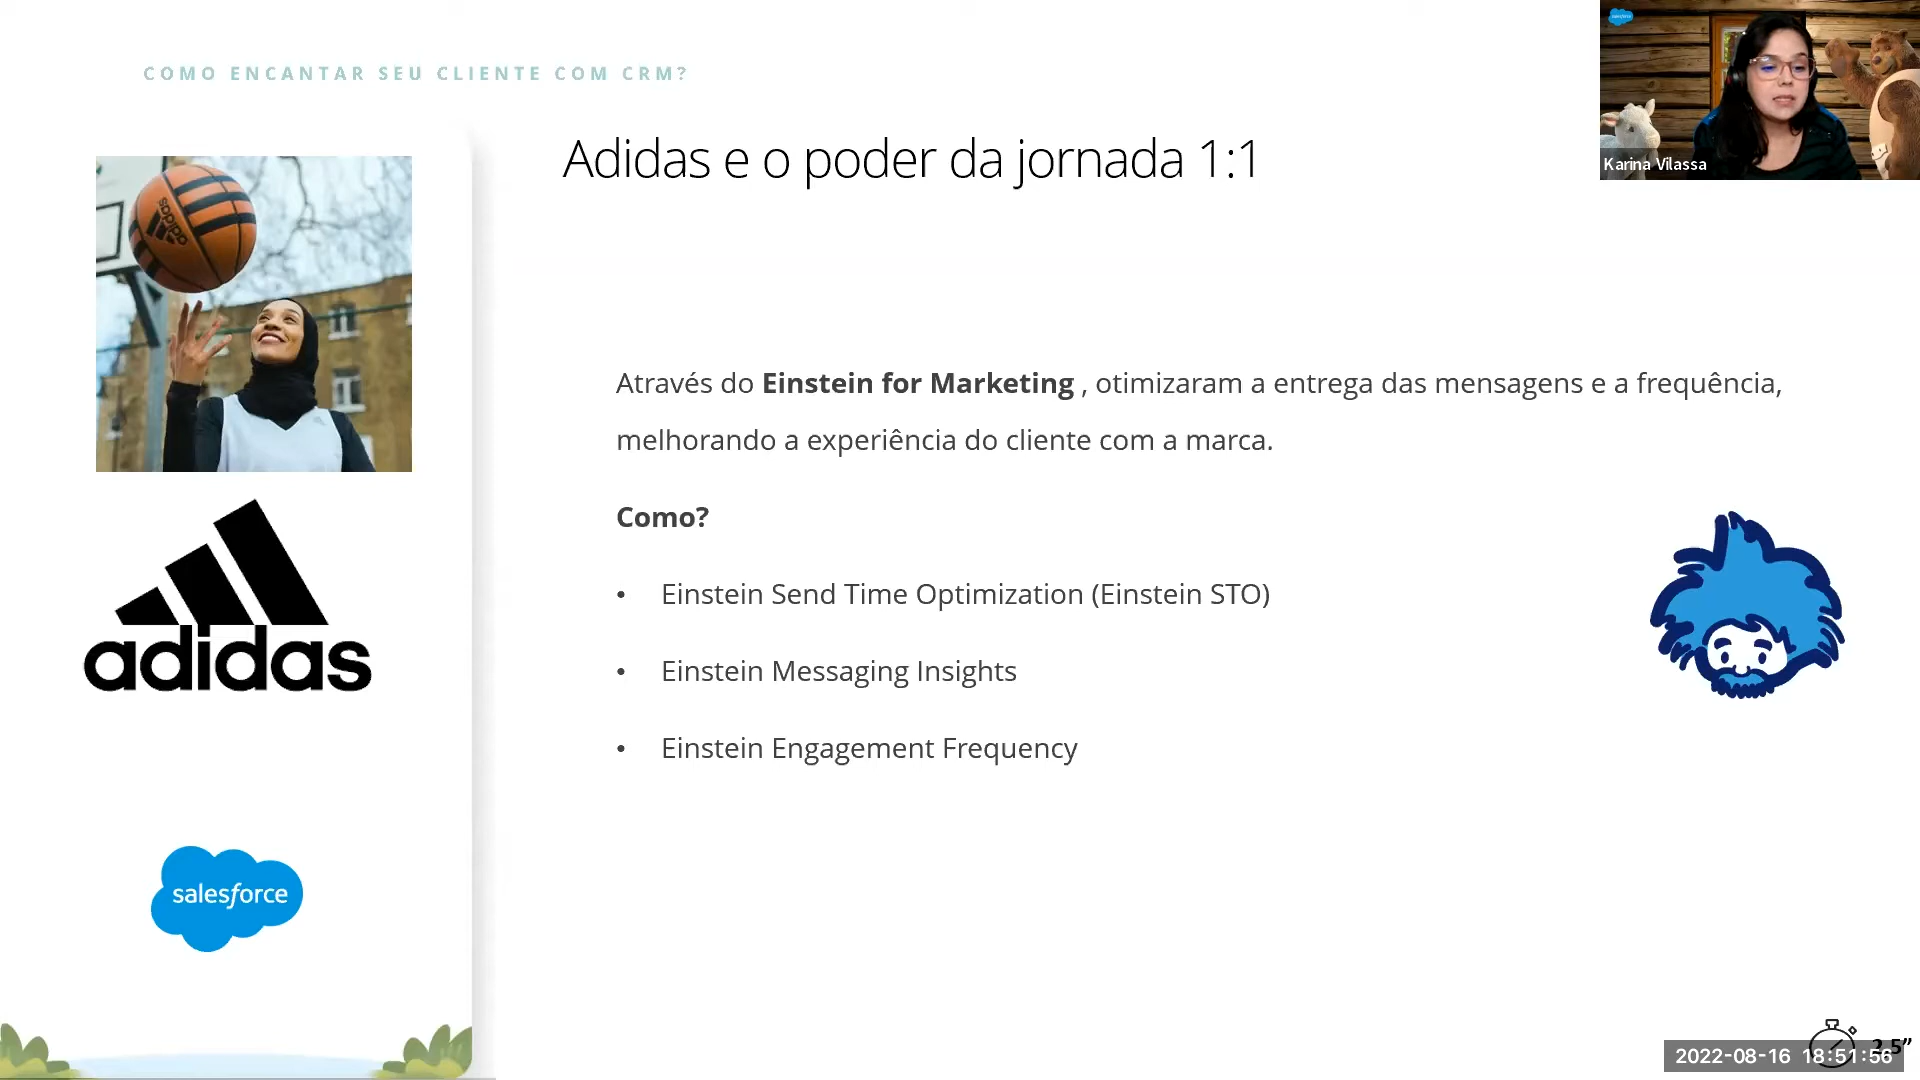 COMO ENCANTAR SEU CLIENTE COM CRM?
salesforce
Karina Vilassa
Adidas e o poder da jornada 1:1
adidas
Através do Einstein for Marketing , otimizaram a entrega das mensagens e a frequência,
melhorando a experiência do cliente com a marca.
Como?
• Einstein Send Time Optimization (Einstein STO)
• Einstein Messaging Insights
• Einstein Engagement Frequency
adidas
salesforce
2022-08-16 18:51:56